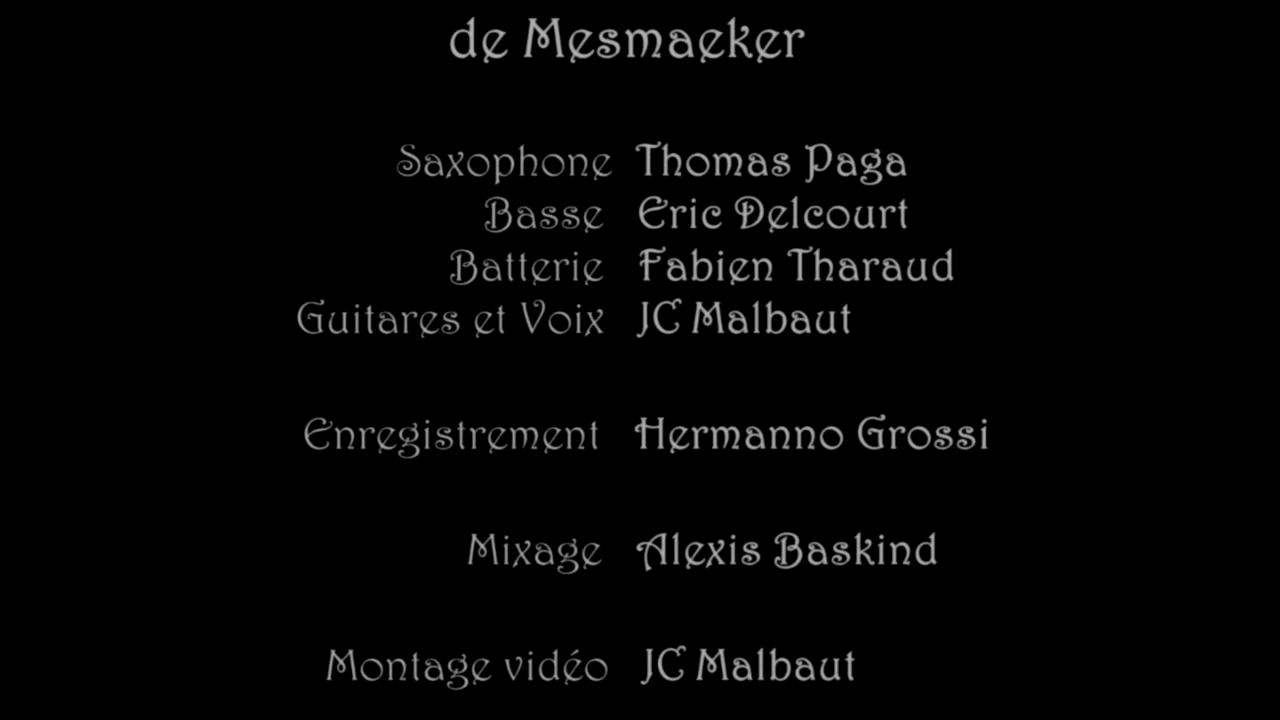 de Mesmaeker
Saxophone Thomas Paga
Basse Eric Delcourt
Batterie Fabien Tharaud
Guitares et Voix JC Malbaut
Enregistrement Hermanno Grossi
Mixage Alexis Baskind
Montage vidéo JC Malbaut